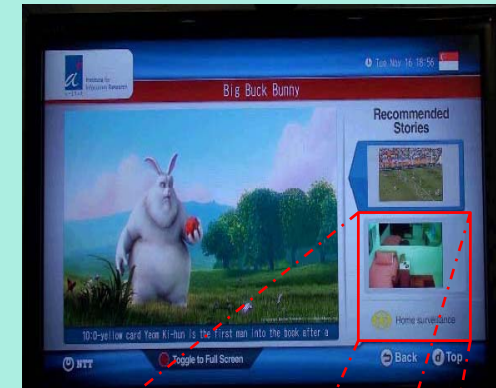 Institute for
Infocomm Research
Tue Nov 16 18:56
Big Buck Bunny
Recommended
Stories
10:0-yellow card Yeom Ki-hun is the first man into the book after a
Home surveillance
NTT
Toggle to Full Screen
Back
d Top